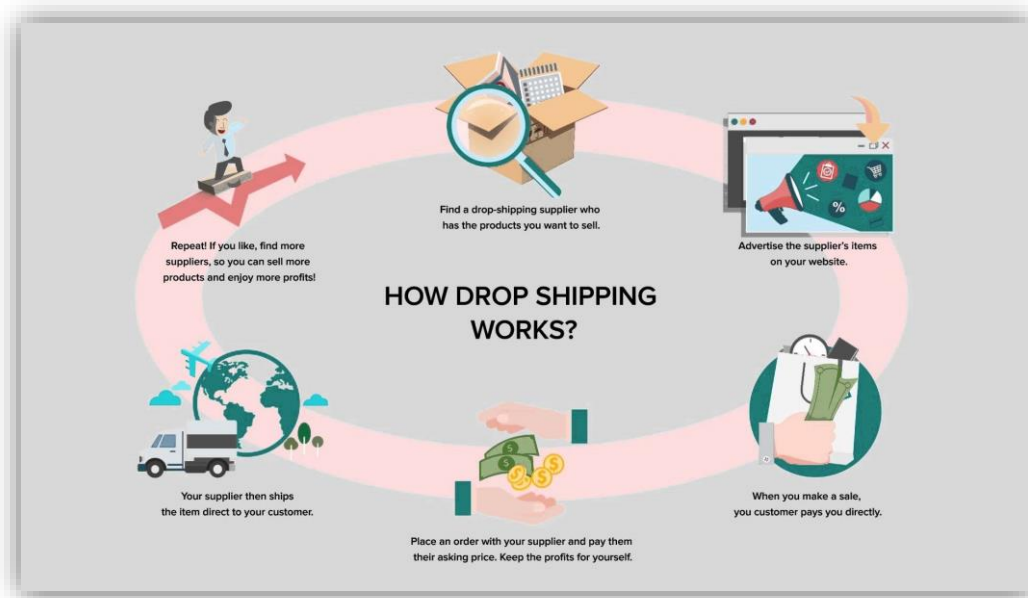 HOW DROP SHIPPING
WORKS?
Find a drop-shipping supplier who
has the products you want to sell.
Advertise the supplier's items
on your website.
When you make a sale,
you customer pays you directly.
Place an order with your supplier and pay them
their asking price. Keep the profits for yourself.
Your supplier then ships
the item direct to your customer.
Repeat! If you like, find more
suppliers, so you can sell more
products and enjoy more profits!